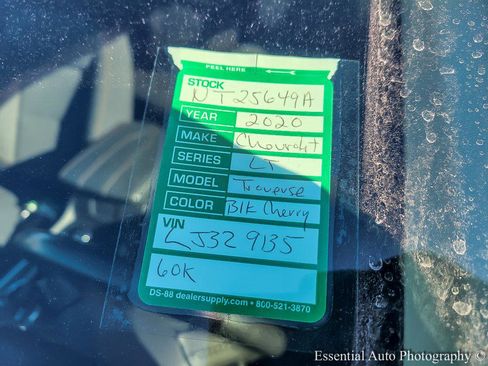 PEEL HERE
STOCK
NT25649A
YEAR 2020
MAKE Chevrolet
SERIES LT
MODEL Traverse
COLOR Blk Cherry
VIN
LJ329135
60K
DS-88 dealersupply.com • 800-521-3870
Essential Auto Photography ©